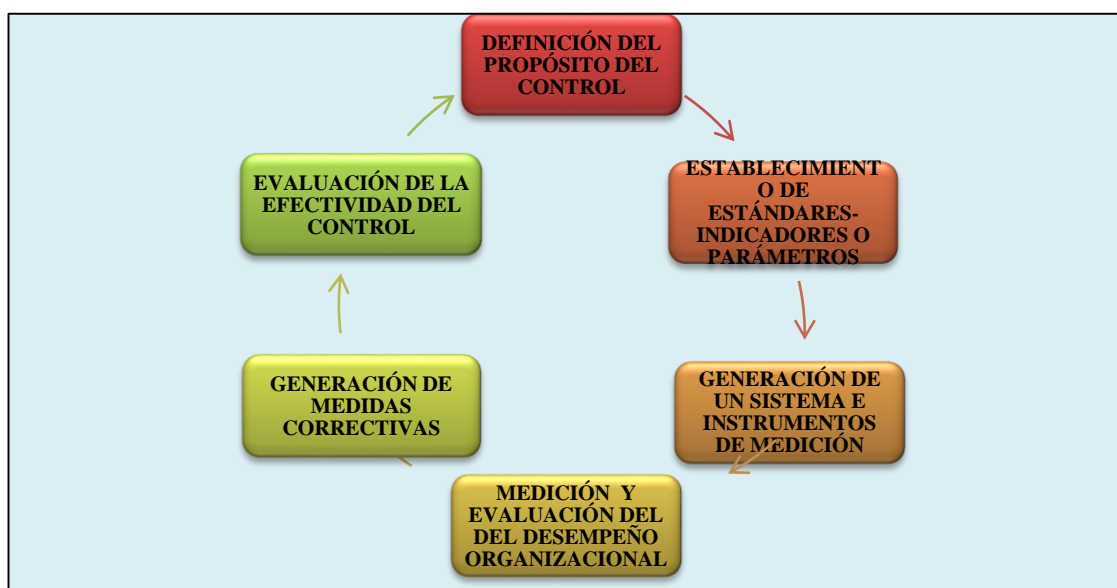 DEFINICIÓN DEL
PROPÓSITO DEL
CONTROL
ESTABLECIMIENT
O DE
ESTÁNDARES-
INDICADORES O
PARÁMETROS
GENERACIÓN DE
UN SISTEMA E
INSTRUMENTOS
DE MEDICIÓN
MEDICIÓN Y
EVALUACIÓN DEL
DEL DESEMPEÑO
ORGANIZACIONAL
GENERACIÓN DE
MEDIDAS
CORRECTIVAS
EVALUACIÓN DE LA
EFECTIVIDAD DEL
CONTROL